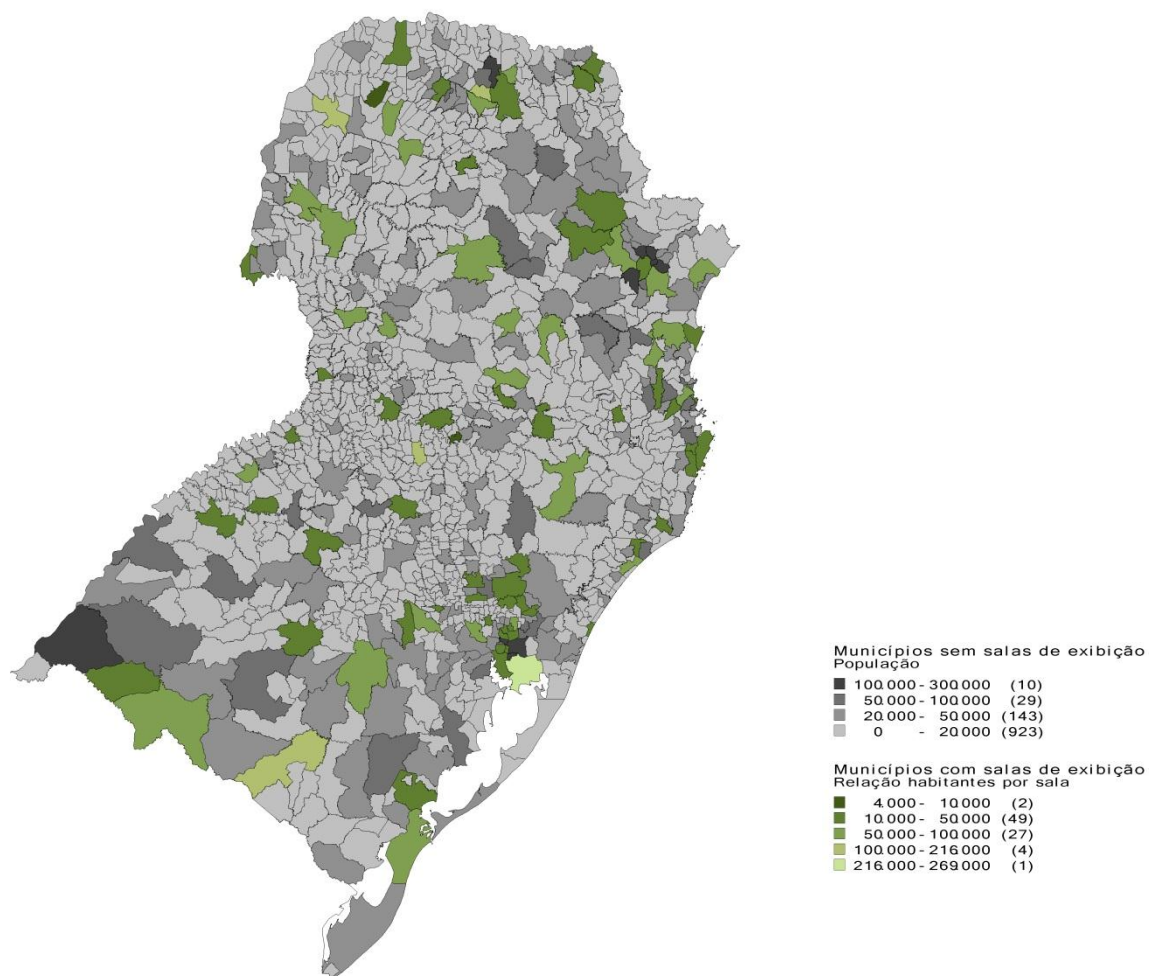 Municípios sem salas de exibição
População
100.000 - 300.000 (10)
50.000 - 100.000 (29)
20.000 - 50.000 (143)
0 - 20.000 (923)
Municípios com salas de exibição
Relação habitantes por sala
4.000 - 10.000 (2)
10.000 - 50.000 (49)
50.000 - 100.000 (27)
100.000 - 216.000 (4)
216.000 - 269.000 (1)